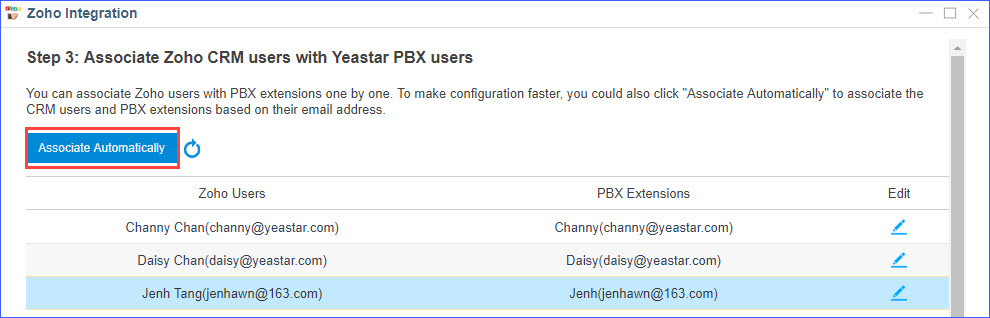 Zoho Integration
Step 3: Associate Zoho CRM users with Yeastar PBX users
You can associate Zoho users with PBX extensions one by one. To make configuration faster, you could also click "Associate Automatically" to associate the
CRM users and PBX extensions based on their email address.
Associate Automatically
Zoho Users PBX Extensions Edit
Channy Chan(channy@yeastar.com) Channy(channy@yeastar.com)
Daisy Chan(daisy@yeastar.com) Daisy(daisy@yeastar.com)
Jenh Tang(jenhawn@163.com) Jenh(jenhawn@163.com)